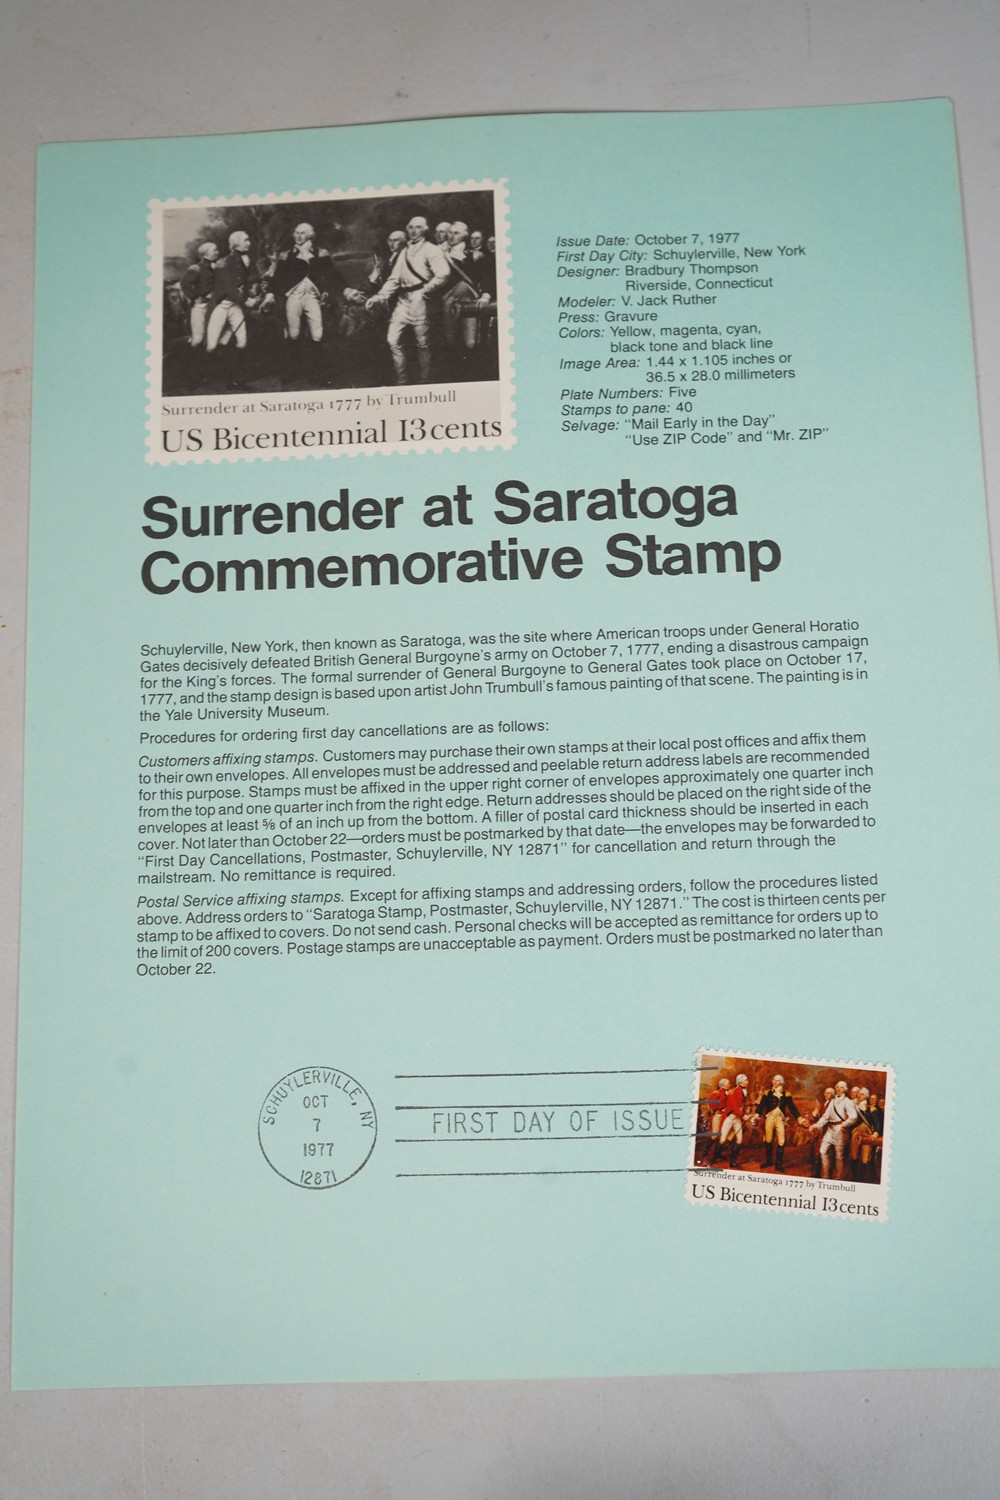 Surrender at Saratoga 1777 by Trumbull
US Bicentennial 13cents
Issue Date: October 7, 1977
First Day City: Schuylerville, New York
Designer: Bradbury Thompson
Riverside, Connecticut
Modeler: V. Jack Ruther
Press: Gravure
Colors: Yellow, magenta, cyan,
black tone and black line
Image Area: 1.44 x 1.105 inches or
36.5 x 28.0 millimeters
Plate Numbers: Five
Stamps to pane: 40
Selvage: "Mail Early in the Day"
"Use ZIP Code" and "Mr. ZIP"
Surrender at Saratoga
Commemorative Stamp
Schuylerville, New York, then known as Saratoga, was the site where American troops under General Horatio
Gates decisively defeated British General Burgoyne's army on October 7, 1777, ending a disastrous campaign
for the King's forces. The formal surrender of General Burgoyne to General Gates took place on October 17,
1777, and the stamp design is based upon artist John Trumbull's famous painting of that scene. The painting is in
the Yale University Museum.
Procedures for ordering first day cancellations are as follows:
Customers affixing stamps. Customers may purchase their own stamps at their local post offices and affix them
to their own envelopes. All envelopes must be addressed and peelable return address labels are recommended
for this purpose. Stamps must be affixed in the upper right corner of envelopes approximately one quarter inch
from the top and one quarter inch from the right edge. Return addresses should be placed on the right side of the
envelopes at least ⅝ of an inch up from the bottom. A filler of postal card thickness should be inserted in each
cover. Not later than October 22—orders must be postmarked by that date—the envelopes may be forwarded to
"First Day Cancellations, Postmaster, Schuylerville, NY 12871" for cancellation and return through the
mailstream. No remittance is required.
Postal Service affixing stamps. Except for affixing stamps and addressing orders, follow the procedures listed
above. Address orders to "Saratoga Stamp, Postmaster, Schuylerville, NY 12871." The cost is thirteen cents per
stamp to be affixed to covers. Do not send cash. Personal checks will be accepted as remittance for orders up to
the limit of 200 covers. Postage stamps are unacceptable as payment. Orders must be postmarked no later than
October 22.
SCHUYLERVILLE, NY
OCT
7
1977
12871
FIRST DAY OF ISSUE
Surrender at Saratoga 1777 by Trumbull
US Bicentennial 13cents